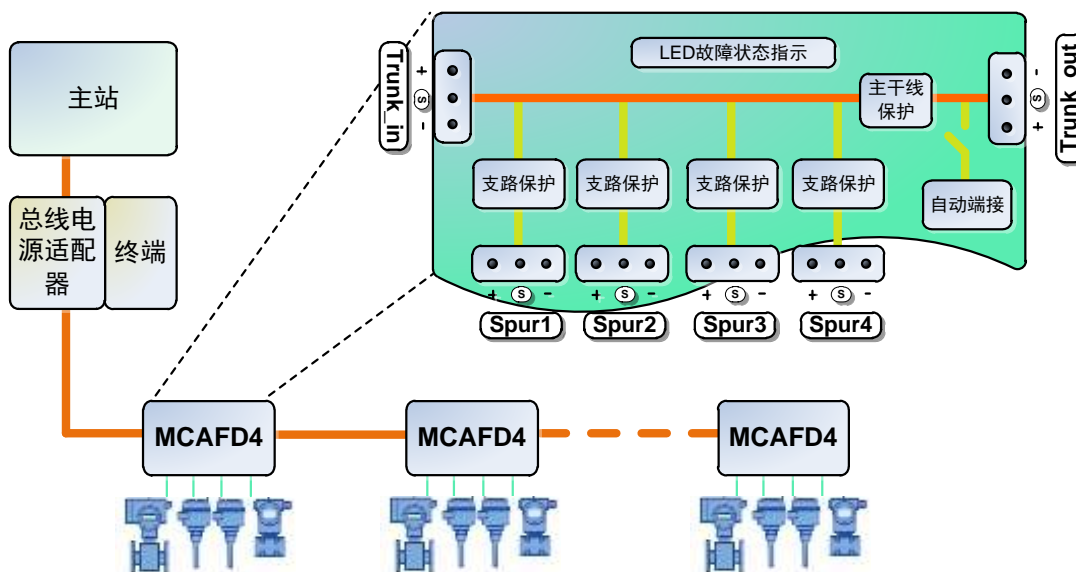 主站
总线电
源适配
器
终端
Trunk_in
+
S
-
LED故障状态指示
主干线
保护
-
S
+
Trunk_out
支路保护
支路保护
支路保护
支路保护
自动端接
+ S -
+ S -
+ S -
+ S -
Spur1
Spur2
Spur3
Spur4
MCAFD4
MCAFD4
MCAFD4